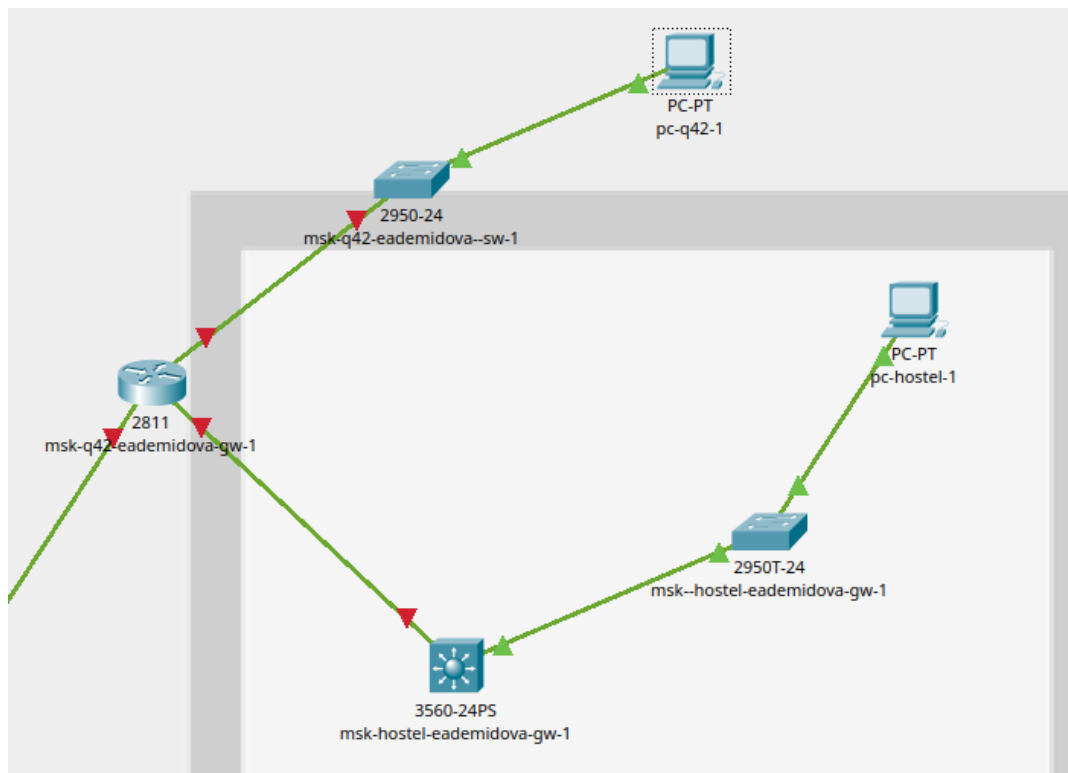 PC-PT
pc-q42-1
2950-24
msk-q42-eademidova--sw-1
PC-PT
pc-hostel-1
2811
msk-q42-eademidova-gw-1
2950T-24
msk--hostel-eademidova-gw-1
3560-24PS
msk-hostel-eademidova-gw-1